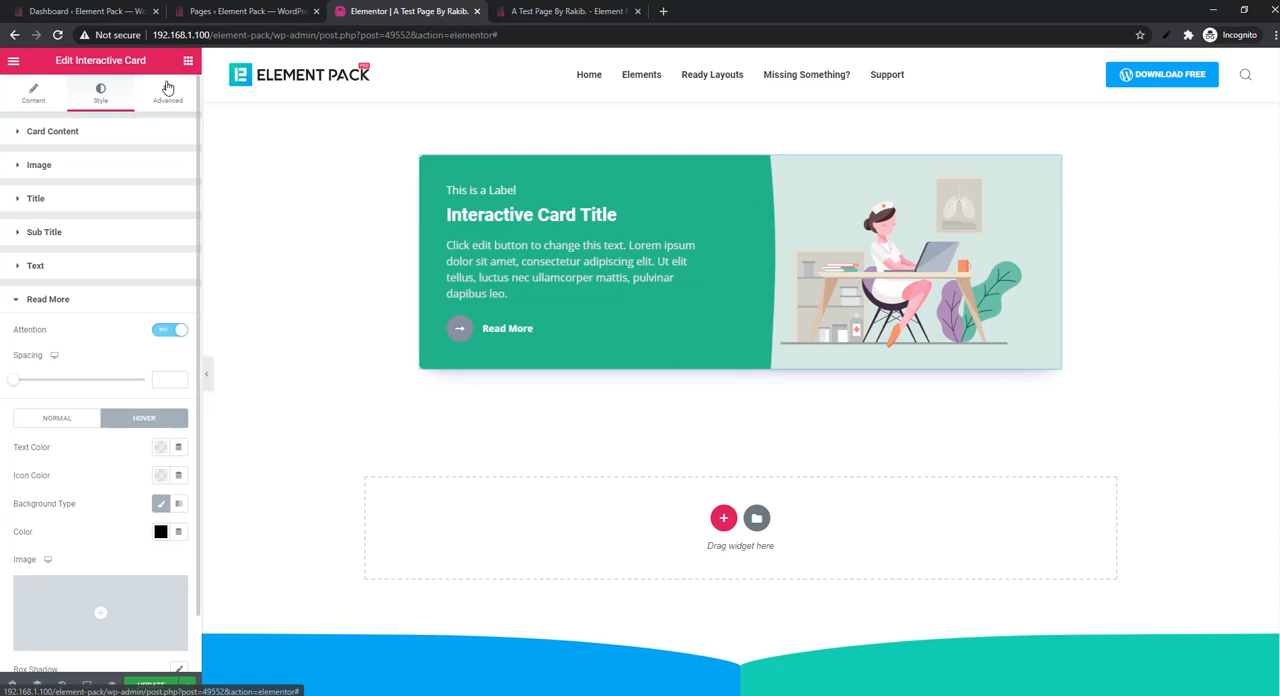 Dashboard ‹ Element Pack — Wo
Pages ‹ Element Pack — WordPre
Elementor | A Test Page By Rakib.
A Test Page By Rakib. - Element P
Not secure
192.168.1.100/element-pack/wp-admin/post.php?post=49552&action=elementor#
Incognito
Edit Interactive Card
Content
Style
Advanced
Card Content
Image
Title
Sub Title
Text
Read More
Attention
YES
Spacing
NORMAL
HOVER
Text Color
Icon Color
Background Type
Color
Image
Box Shadow
UPDATE
192.168.1.100/element-pack/wp-admin/post.php?post=49552&action=elementor#
ELEMENT PACK
PRO
Home
Elements
Ready Layouts
Missing Something?
Support
DOWNLOAD FREE
This is a Label
Interactive Card Title
Click edit button to change this text. Lorem ipsum
dolor sit amet, consectetur adipiscing elit. Ut elit
tellus, luctus nec ullamcorper mattis, pulvinar
dapibus leo.
Read More
Drag widget here